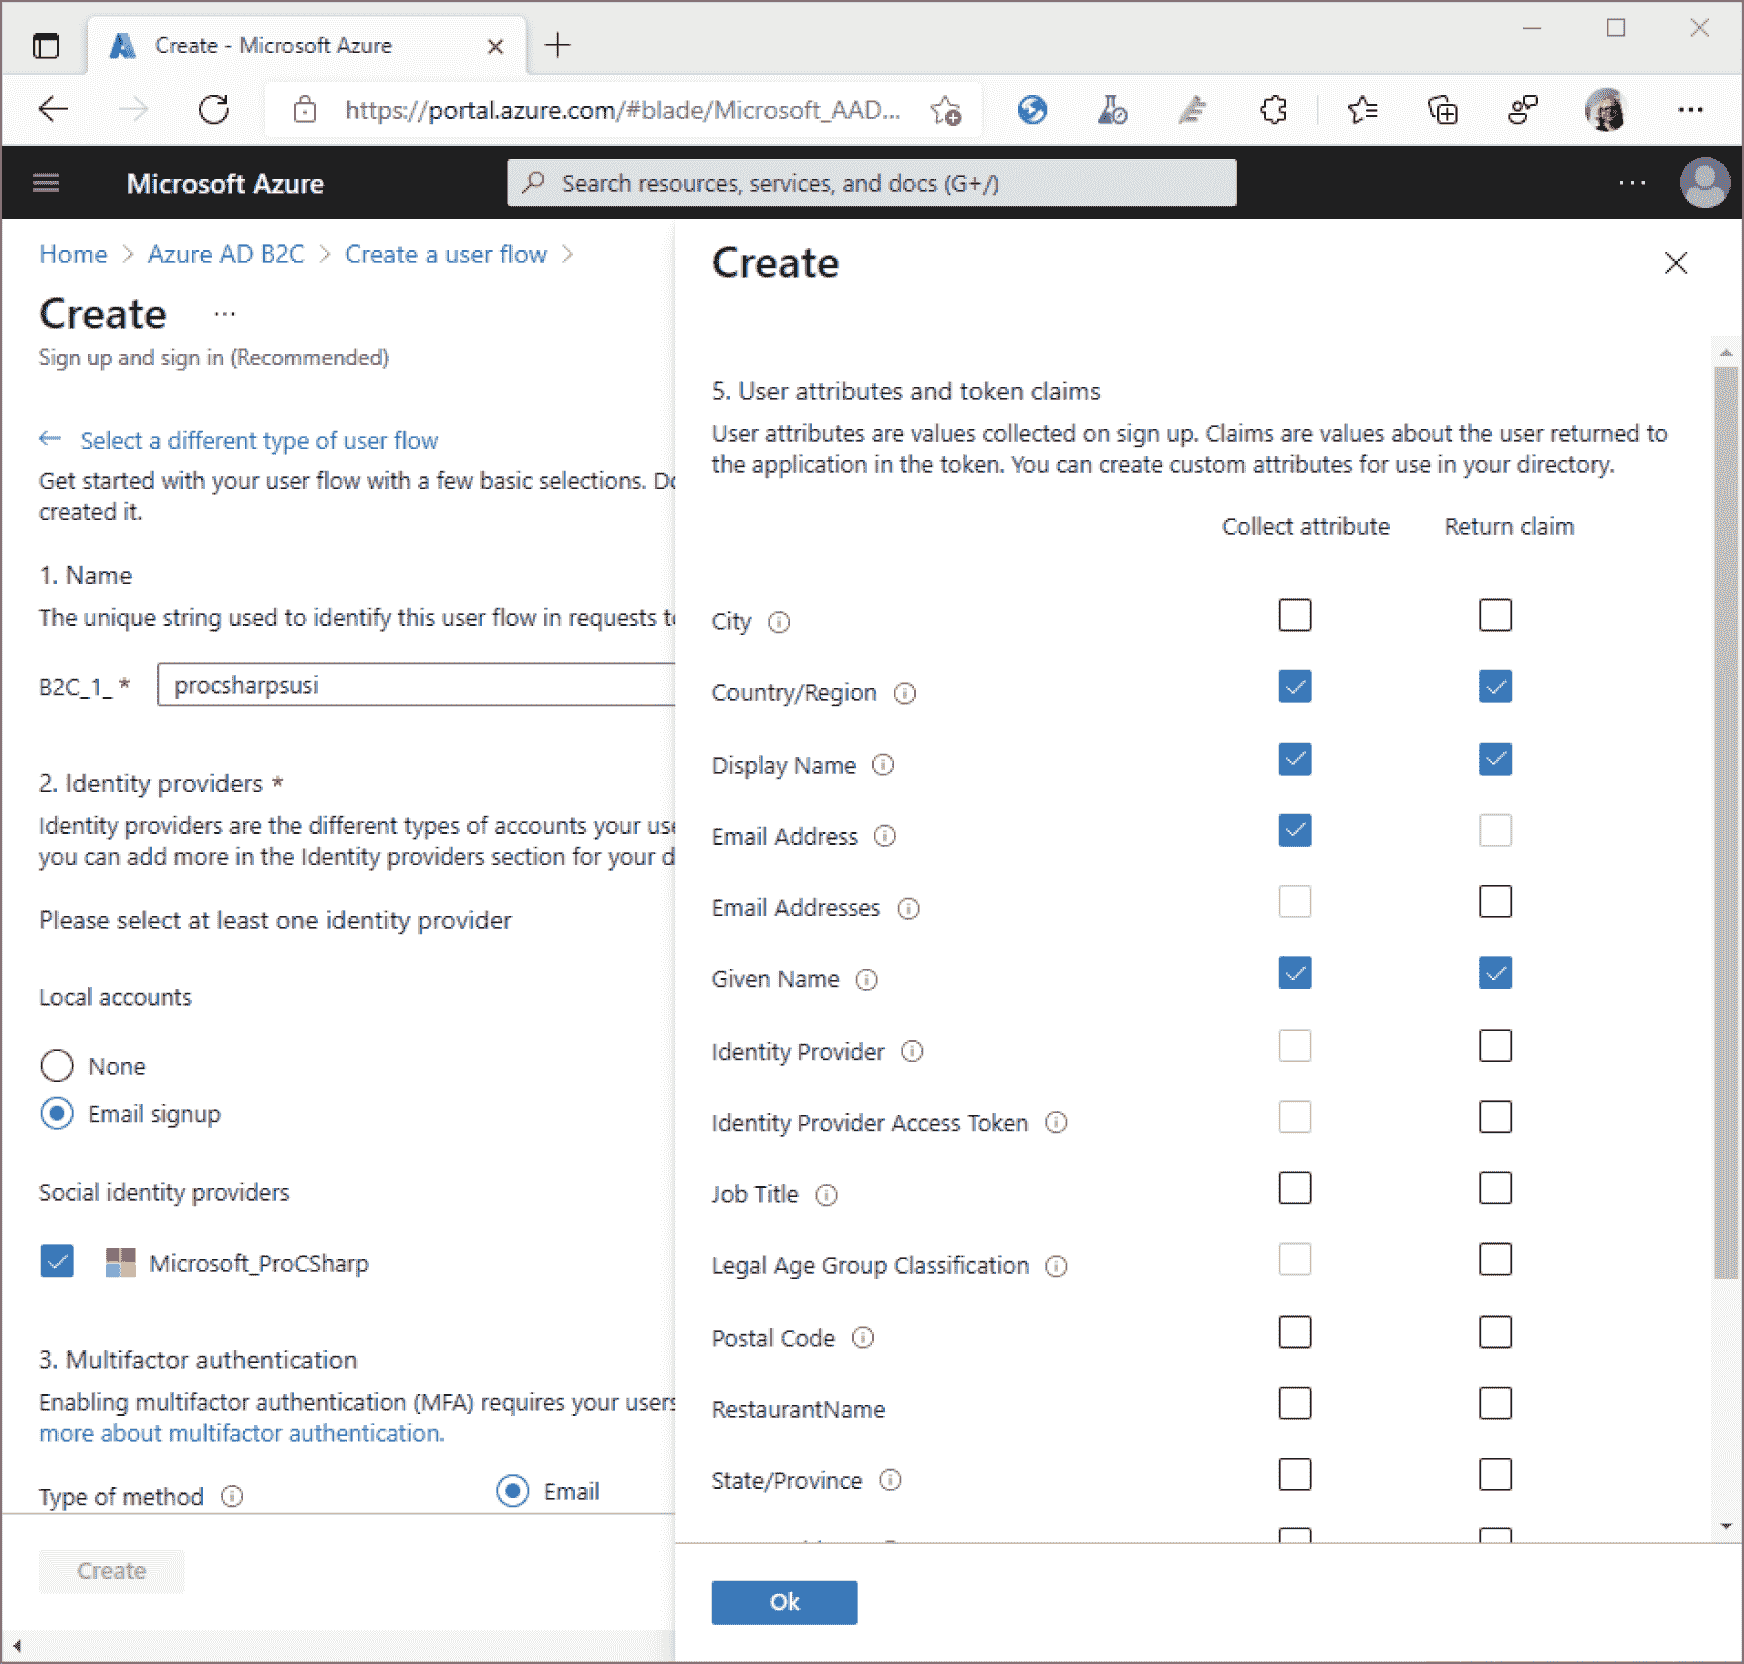 Create - Microsoft Azure
https://portal.azure.com/#blade/Microsoft_AAD...
Microsoft Azure
Search resources, services, and docs (G+/)
Home > Azure AD B2C > Create a user flow >
Create ...
Sign up and sign in (Recommended)
Select a different type of user flow
Get started with your user flow with a few basic selections.
created it.
1. Name
The unique string used to identify this user flow in requests
B2C_1_ * procsharpsusi
2. Identity providers *
Identity providers are the different types of accounts your
you can add more in the Identity providers section for your
Please select at least one identity provider
Local accounts
None
Email signup
Social identity providers
Microsoft_ProCSharp
3. Multifactor authentication
Enabling multifactor authentication (MFA) requires your users
more about multifactor authentication.
Type of method
Email
Create
Create
5. User attributes and token claims
User attributes are values collected on sign up. Claims are values about the user returned to
the application in the token. You can create custom attributes for use in your directory.
Collect attribute Return claim
City
Country/Region
Display Name
Email Address
Email Addresses
Given Name
Identity Provider
Identity Provider Access Token
Job Title
Legal Age Group Classification
Postal Code
RestaurantName
State/Province
Ok